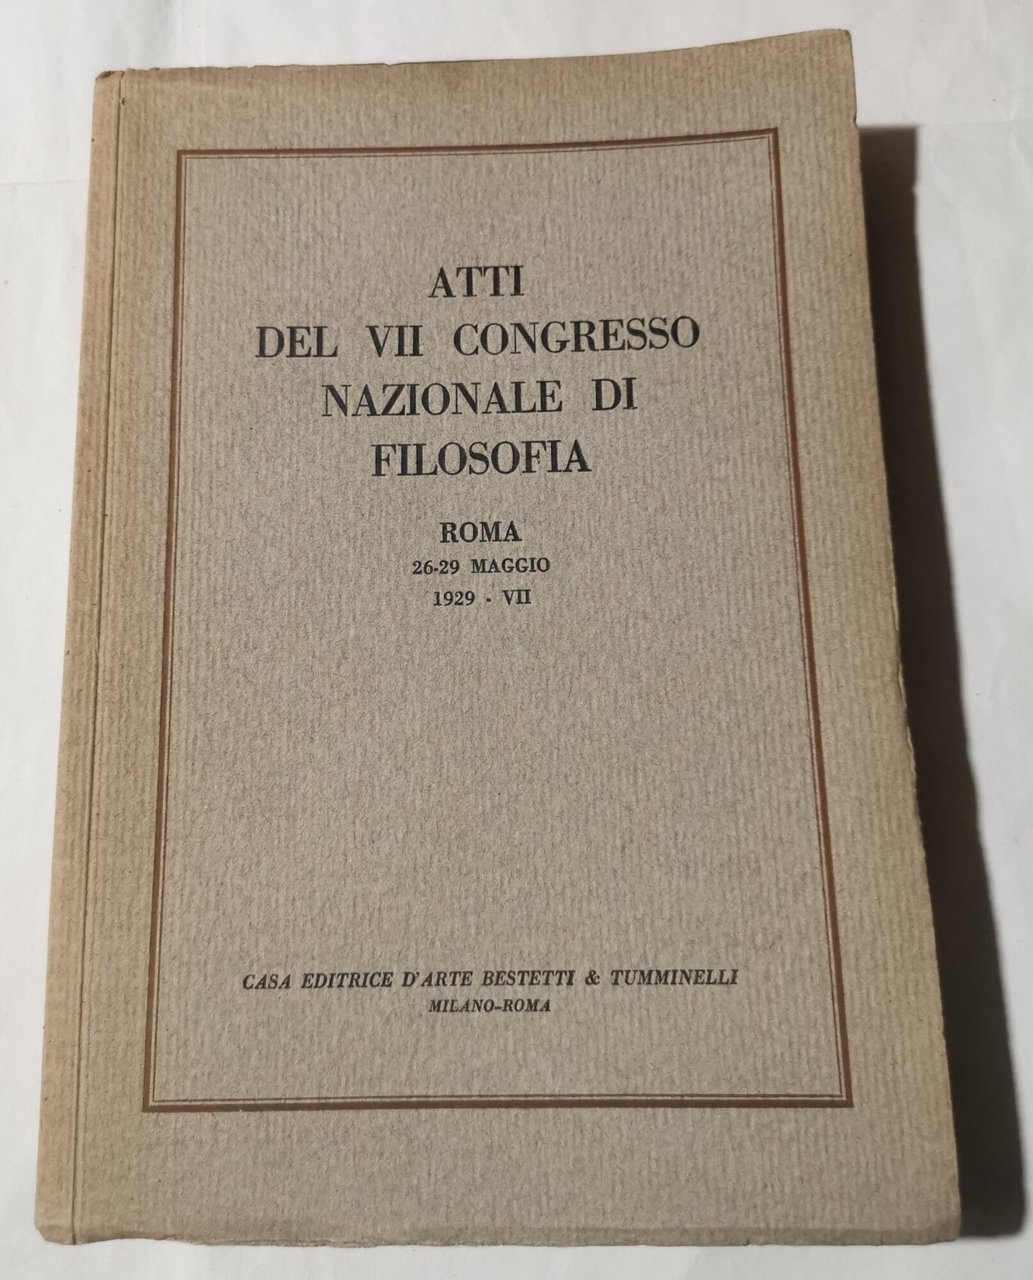 ATTI
DEL VII CONGRESSO
NAZIONALE DI
FILOSOFIA
ROMA
26-29 MAGGIO
1929 - VII
CASA EDITRICE D'ARTE BESTETTI & TUMMINELLI
MILANO-ROMA